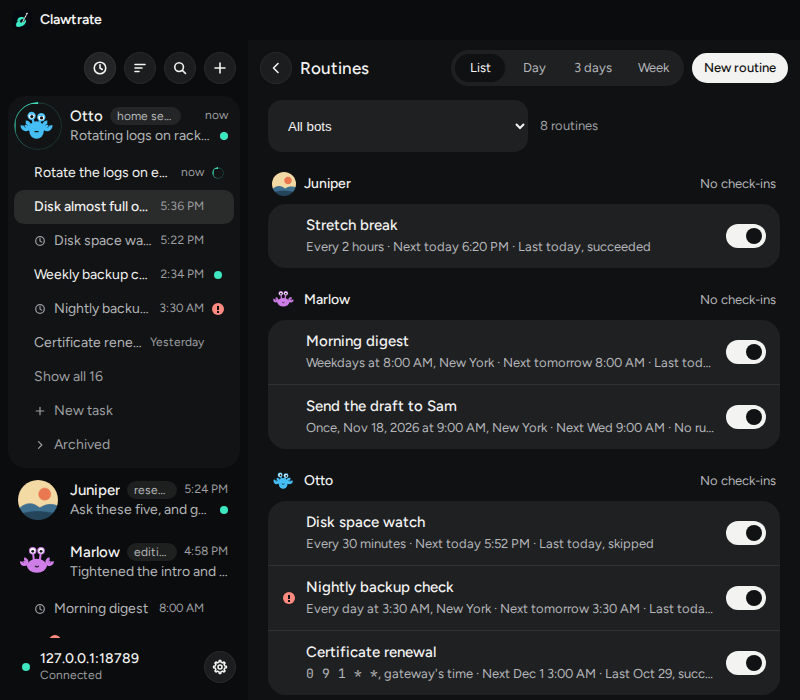 Clawtrate
Otto home se... now
Rotating logs on rack...
Rotate the logs on e... now
Disk almost full o... 5:36 PM
Disk space wa... 5:22 PM
Weekly backup c... 2:34 PM
Nightly backu... 3:30 AM
Certificate rene... Yesterday
Show all 16
New task
Archived
Juniper rese... 5:24 PM
Ask these five, and g...
Marlow editi... 4:58 PM
Tightened the intro and ...
Morning digest 8:00 AM
127.0.0.1:18789
Connected
Routines
List Day 3 days Week
New routine
All bots
8 routines
Juniper
No check-ins
Stretch break
Every 2 hours · Next today 6:20 PM · Last today, succeeded
Marlow
No check-ins
Morning digest
Weekdays at 8:00 AM, New York · Next tomorrow 8:00 AM · Last tod...
Send the draft to Sam
Once, Nov 18, 2026 at 9:00 AM, New York · Next Wed 9:00 AM · No ru...
Otto
No check-ins
Disk space watch
Every 30 minutes · Next today 5:52 PM · Last today, skipped
Nightly backup check
Every day at 3:30 AM, New York · Next tomorrow 3:30 AM · Last toda...
Certificate renewal
0 9 1 * *, gateway's time · Next Dec 1 3:00 AM · Last Oct 29, succ...